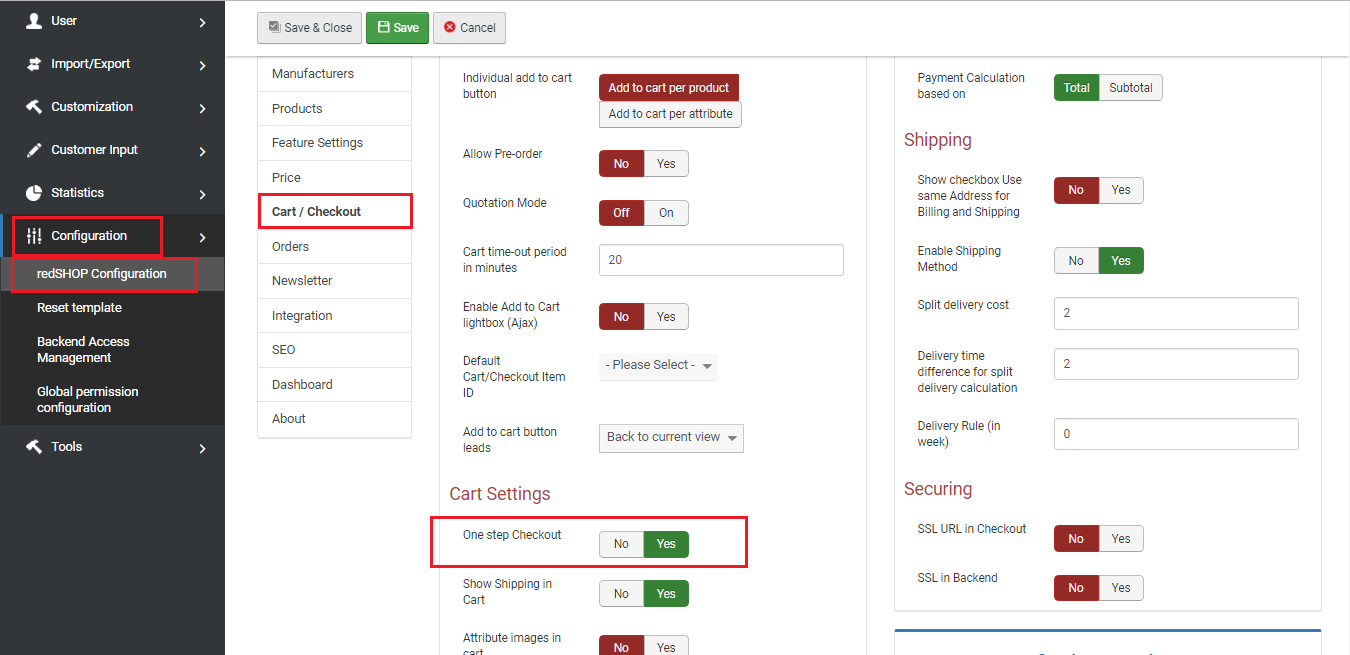 User
Import/Export
Customization
Customer Input
Statistics
Configuration
redSHOP Configuration
Reset template
Backend Access
Management
Global permission
configuration
Tools
Save & Close
Save
Cancel
Manufacturers
Products
Feature Settings
Price
Cart / Checkout
Orders
Newsletter
Integration
SEO
Dashboard
About
Individual add to cart
button
Add to cart per product
Add to cart per attribute
Allow Pre-order
No Yes
Quotation Mode
Off On
Cart time-out period
in minutes
20
Enable Add to Cart
lightbox (Ajax)
No Yes
Default
Cart/Checkout Item
ID
- Please Select -
Add to cart button
leads
Back to current view
Cart Settings
One step Checkout
No Yes
Show Shipping in
Cart
No Yes
Attribute images in
cart
No Yes
Payment Calculation
based on
Total Subtotal
Shipping
Show checkbox Use
same Address for
Billing and Shipping
No Yes
Enable Shipping
Method
No Yes
Split delivery cost
2
Delivery time
difference for split
delivery calculation
2
Delivery Rule (in
week)
0
Securing
SSL URL in Checkout
No Yes
SSL in Backend
No Yes